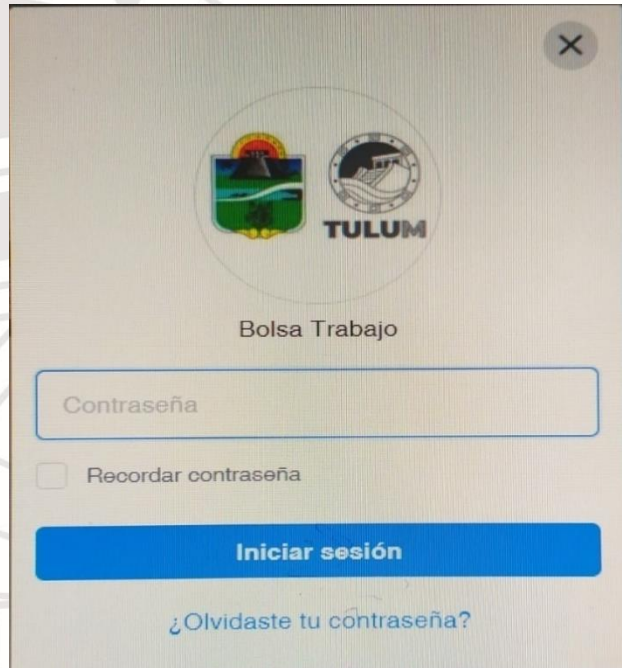 TULUM
Bolsa Trabajo
Contraseña
Recordar contraseña
Iniciar sesión
¿Olvidaste tu contraseña?